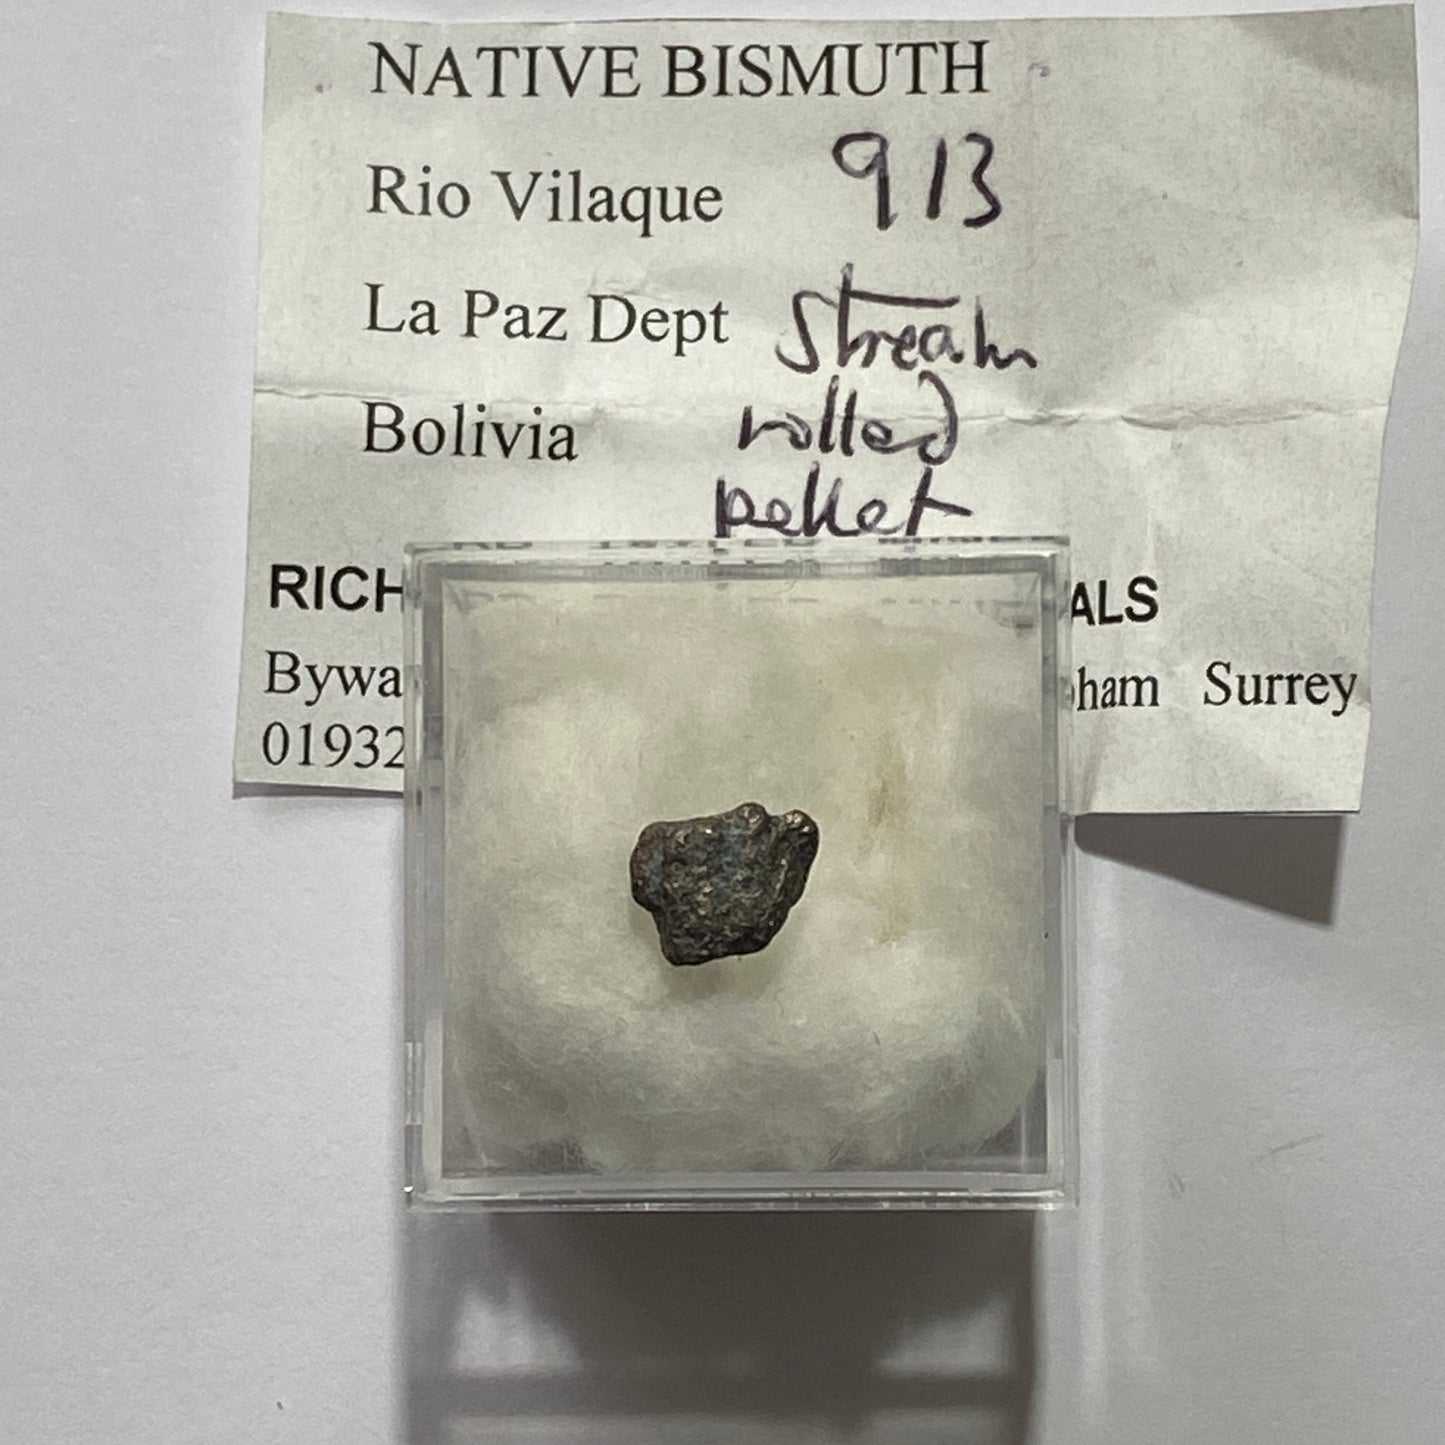 NATIVE BISMUTH
Rio Vilaque 913
La Paz Dept Stream
Bolivia rolled
pellet
RICH ALS
Bywa ham Surrey
01932